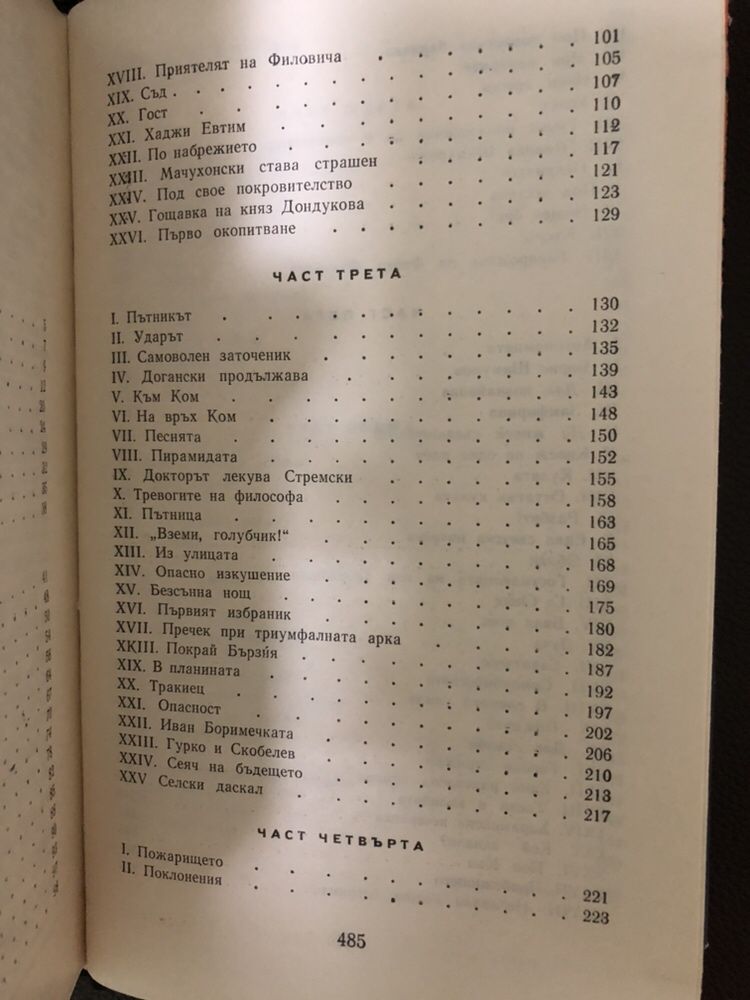 XVIII. Приятелят на Филовича . . . . . . . 101
XIX. Съд . . . . . . . . . . . . 105
XX. Гост . . . . . . . . . . . . 107
XXI. Хаджи Евтим . . . . . . . . . . 110
XXII. По набрежието . . . . . . . . . . 112
XXIII. Мачухонски става страшен . . . . . . 117
XXIV. Под свое покровителство . . . . . . . 121
XXV. Гощавка на княз Дондукова . . . . . . 123
XXVI. Първо окопитване . . . . . . . . 129
ЧАСТ ТРЕТА
I. Пътникът . . . . . . . . . . . 130
II. Ударът . . . . . . . . . . . 132
III. Самоволен заточеник . . . . . . . . 135
IV. Догански продължава . . . . . . . . 139
V. Към Ком . . . . . . . . . . . 143
VI. На връх Ком . . . . . . . . . . 148
VII. Песнята . . . . . . . . . . . 150
VIII. Пирамидата . . . . . . . . . . 152
IX. Докторът лекува Стремски . . . . . . . 155
X. Тревогите на философа . . . . . . . . 158
XI. Пътница . . . . . . . . . . . 163
XII. „Вземи, голубчик!“ . . . . . . . . 165
XIII. Из улицата . . . . . . . . . . 168
XIV. Опасно изкушение . . . . . . . . 169
XV. Безсънна нощ . . . . . . . . . . 175
XVI. Първият избраник . . . . . . . . 180
XVII. Пречек при триумфалната арка . . . . . 182
XKIII. Покрай Бързия . . . . . . . . . 187
XIX. В планината . . . . . . . . . . 192
XX. Тракиец . . . . . . . . . . . 197
XXI. Опасност . . . . . . . . . . 202
XXII. Иван Боримечката . . . . . . . . 206
XXIII. Гурко и Скобелев . . . . . . . . 210
XXIV. Сеяч на бъдещето . . . . . . . . 213
XXV Селски даскал . . . . . . . . . 217
ЧАСТ ЧЕТВЪРТА
I. Пожарището . . . . . . . . . . 221
II. Поклонения . . . . . . . . . . 223
485